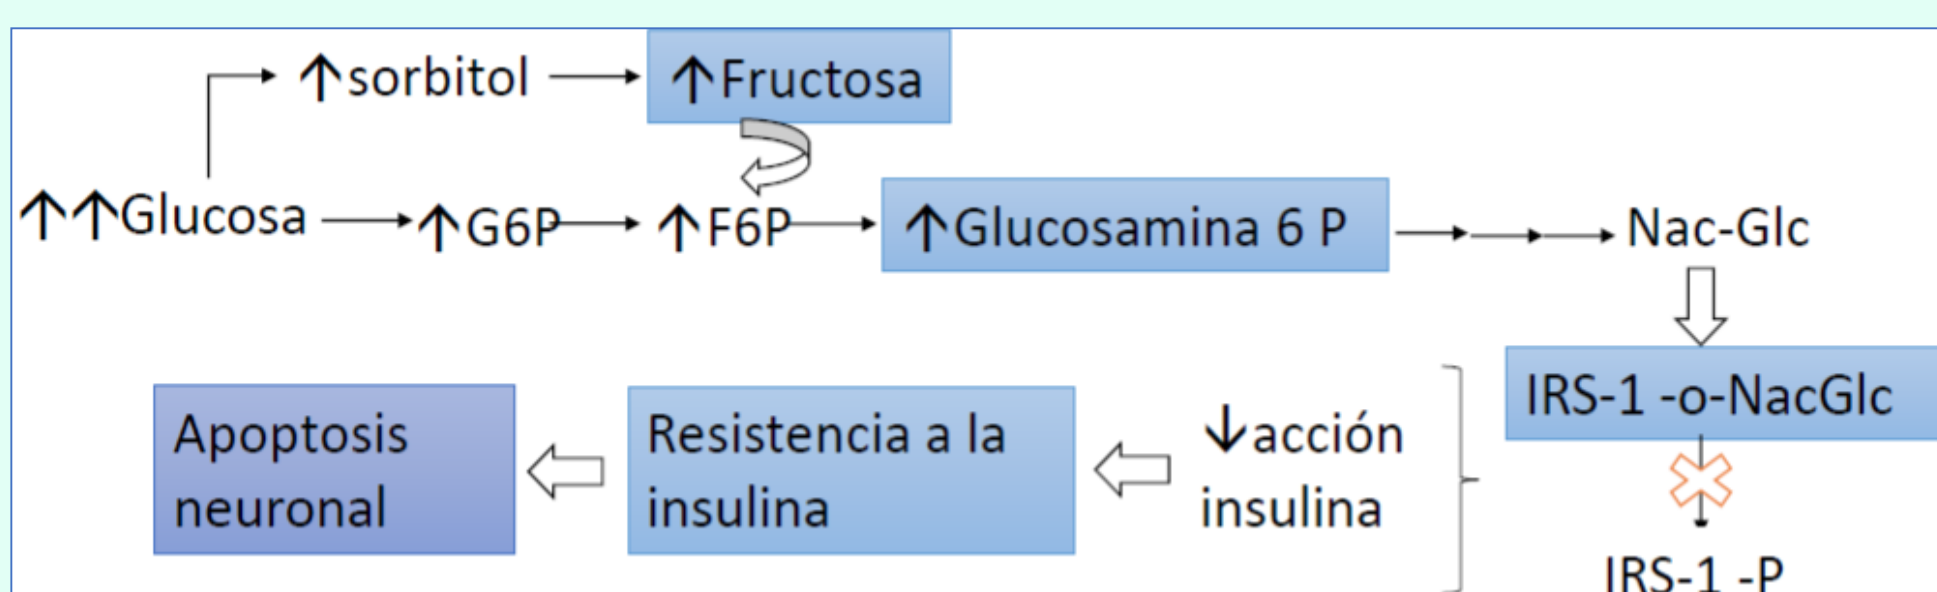 ↑sorbitol
↑Fructosa
↑↑Glucosa
↑G6P
↑F6P
↑Glucosamina 6 P
Nac-Glc
IRS-1 -o-NacGlc
Apoptosis
neuronal
Resistencia a la
insulina
↓acción
insulina
IRS-1 -P